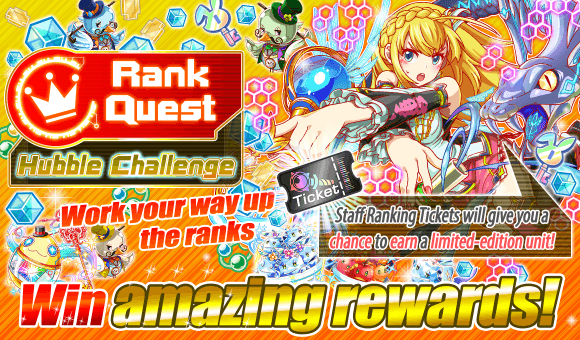 Rank
Quest
Hubble Challenge
Work your way up
the ranks
Ticket!
Staff Ranking Tickets will give you a
chance to earn a limited-edition unit!
Win amazing rewards!